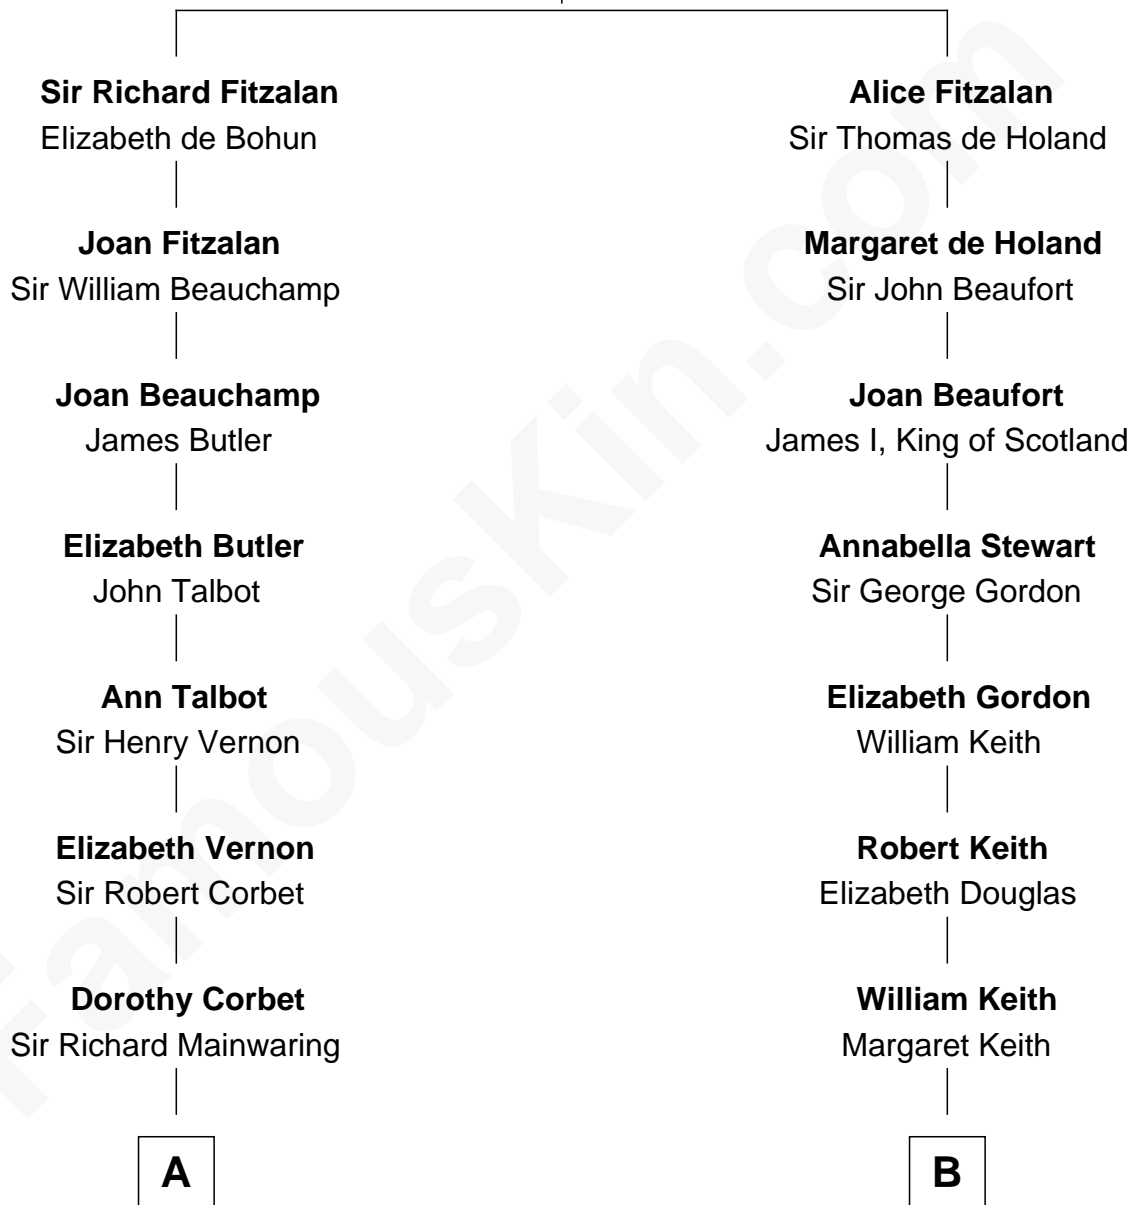 Sir Richard Fitzalan
Elizabeth de Bohun
Alice Fitzalan
Sir Thomas de Holand
Joan Fitzalan
Sir William Beauchamp
Margaret de Holand
Sir John Beaufort
Joan Beauchamp
James Butler
Joan Beaufort
James I, King of Scotland
Elizabeth Butler
John Talbot
Annabella Stewart
Sir George Gordon
Ann Talbot
Sir Henry Vernon
Elizabeth Gordon
William Keith
Elizabeth Vernon
Sir Robert Corbet
Robert Keith
Elizabeth Douglas
Dorothy Corbet
Sir Richard Mainwaring
William Keith
Margaret Keith
A
B
FamousKin.com